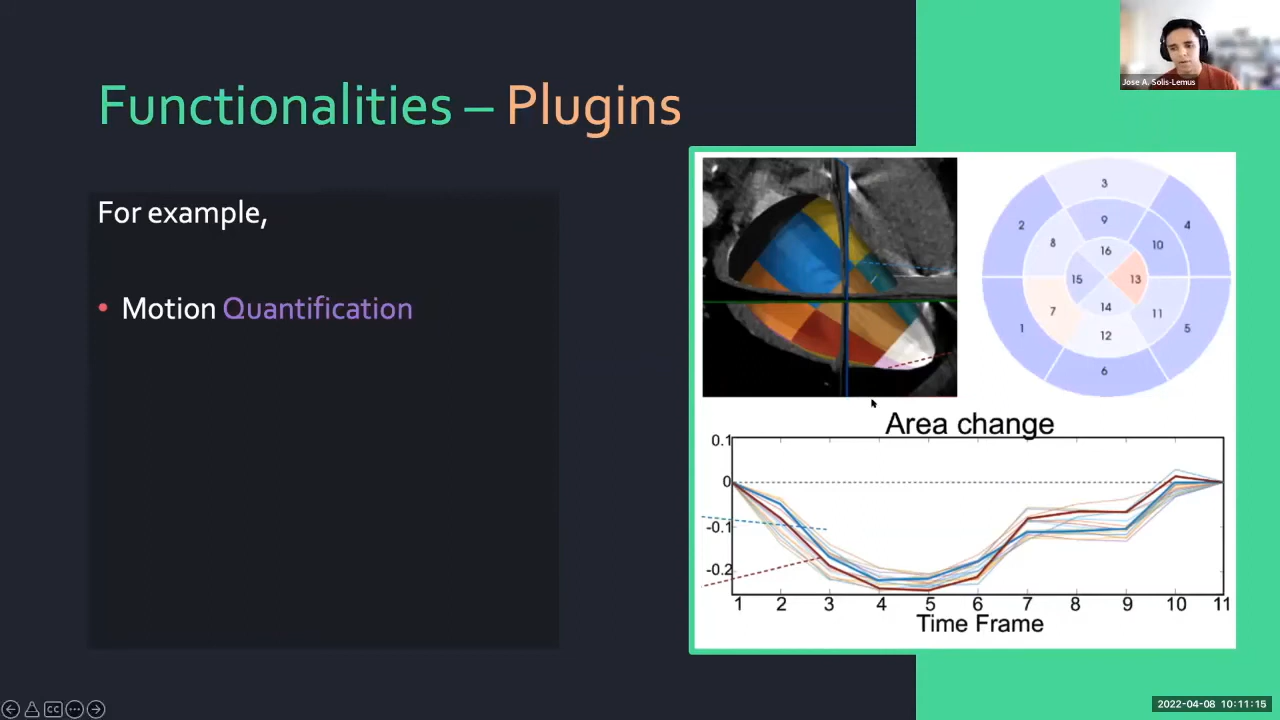 Functionalities – Plugins
Jose A. Solis-Lemus
For example,
• Motion Quantification
3
2
9
4
8
16
10
15
13
7
14
11
1
12
5
6
Area change
0.1
0
-0.1
-0.2
1 2 3 4 5 6 7 8 9 10 11
Time Frame
CC
2022-04-08 10:11:15